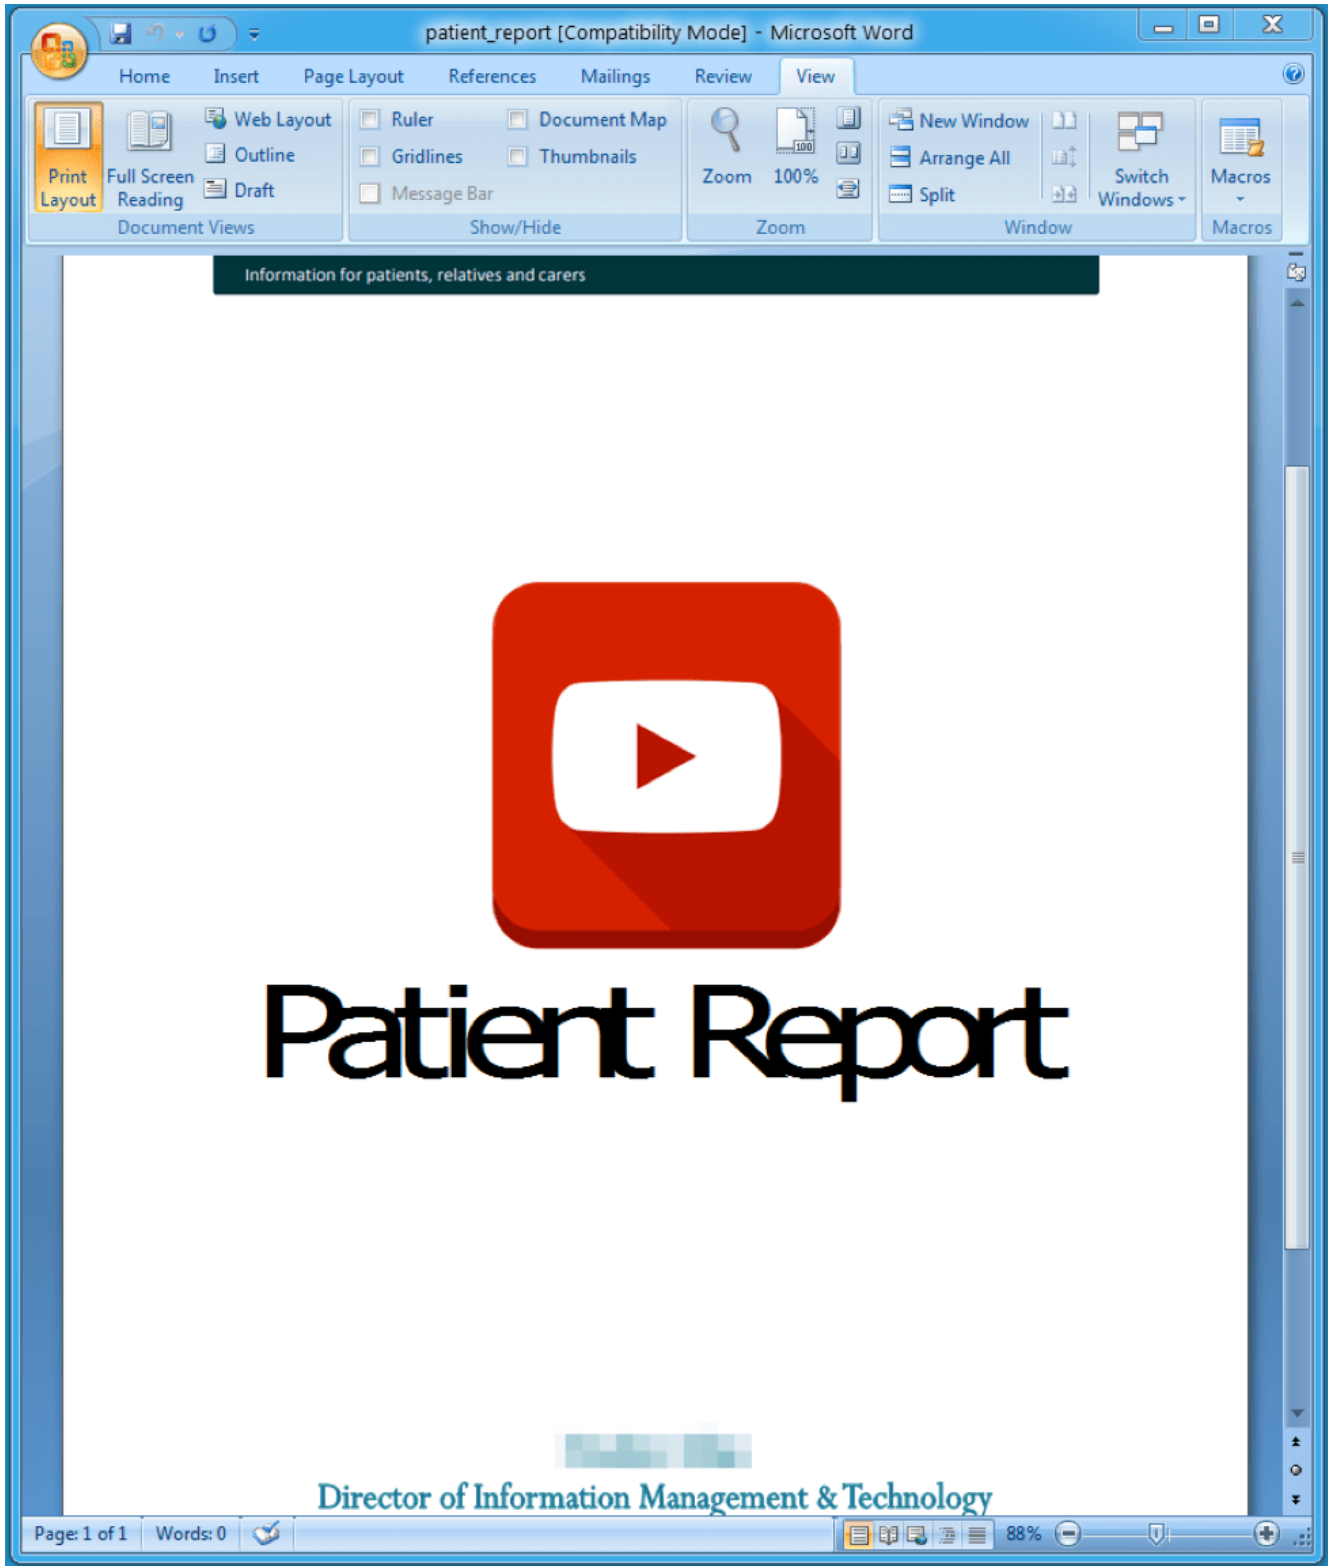 patient_report [Compatibility Mode] - Microsoft Word
Home Insert Page Layout References Mailings Review View
Print Layout
Full Screen Reading
Web Layout
Outline
Draft
Document Views
Ruler
Gridlines
Message Bar
Document Map
Thumbnails
Show/Hide
Zoom
100
100%
Zoom
New Window
Arrange All
Split
Switch Windows
Window
Macros
Macros
Information for patients, relatives and carers
Patient Report
Director of Information Management & Technology
Page: 1 of 1 Words: 0 88%